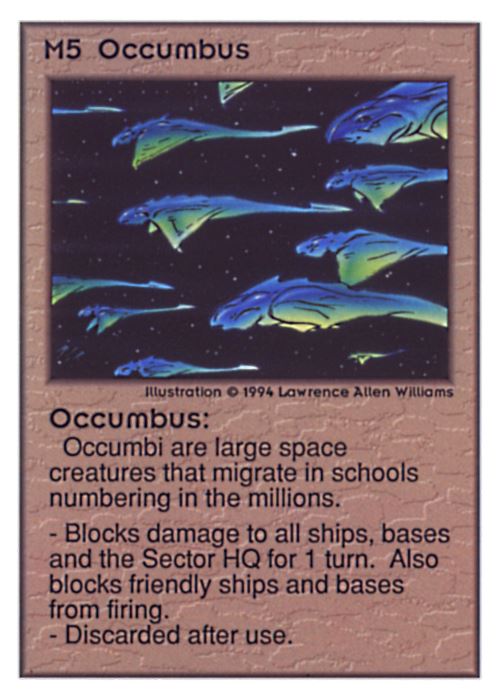 M5 Occumbus
Illustration © 1994 Lawrence Allen Williams
Occumbus:
Occumbi are large space
creatures that migrate in schools
numbering in the millions.
- Blocks damage to all ships, bases
and the Sector HQ for 1 turn. Also
blocks friendly ships and bases
from firing.
- Discarded after use.